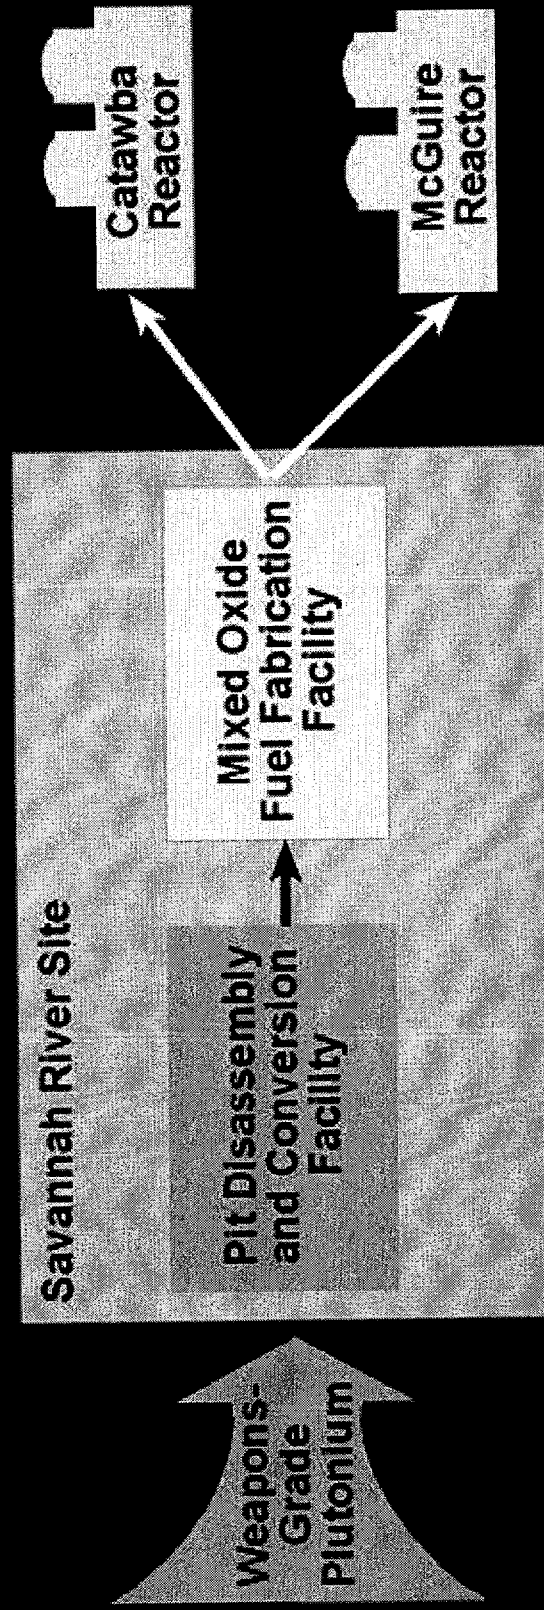 Weapons-
Grade
Plutonium
Savannah River Site
Pit Disassembly
and Conversion
Facility
Mixed Oxide
Fuel Fabrication
Facility
Catawba
Reactor
McGuire
Reactor